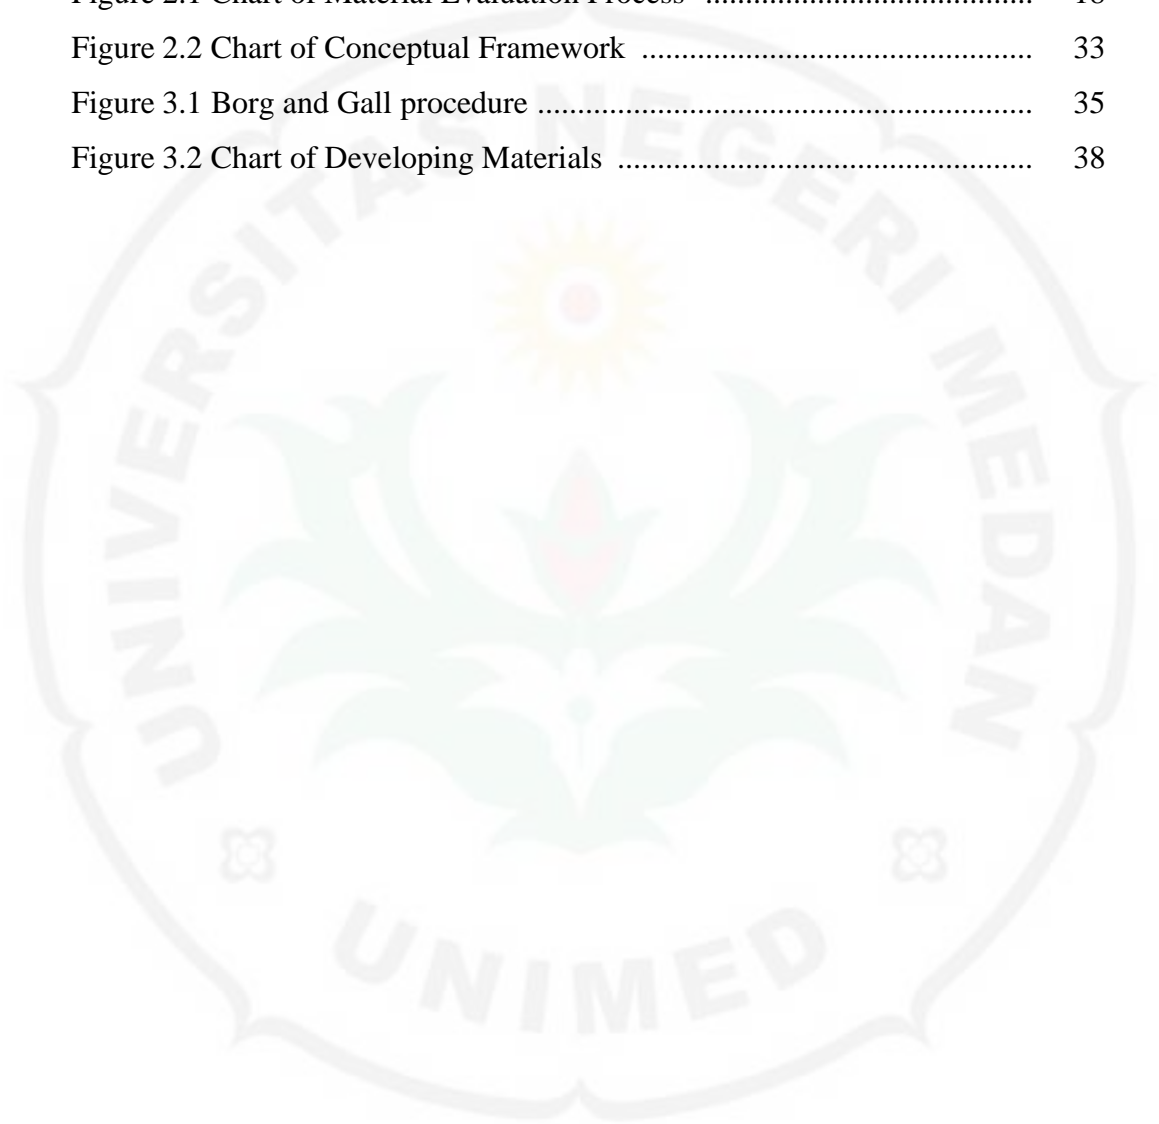 Figure 2.1 Chart of Material Evaluation Process ................................... 18
Figure 2.2 Chart of Conceptual Framework .......................................... 33
Figure 3.1 Borg and Gall procedure ..................................................... 35
Figure 3.2 Chart of Developing Materials ............................................ 38
UNIVERSITAS NEGERI MEDAN
UNIMED